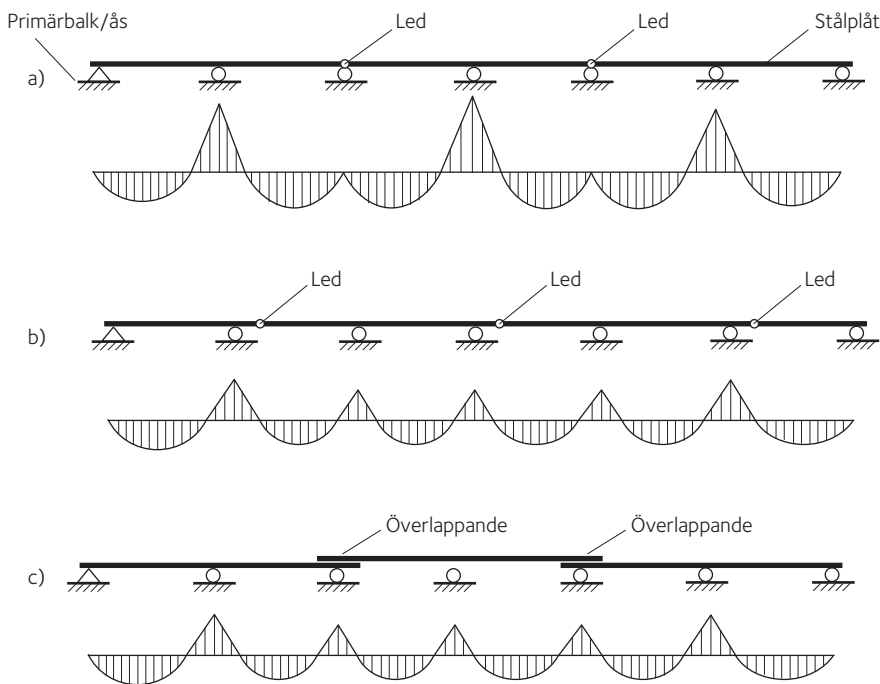 Primärbalk/ås
Led
Led
Stålplåt
a)
Led
Led
Led
b)
Överlappande
Överlappande
c)